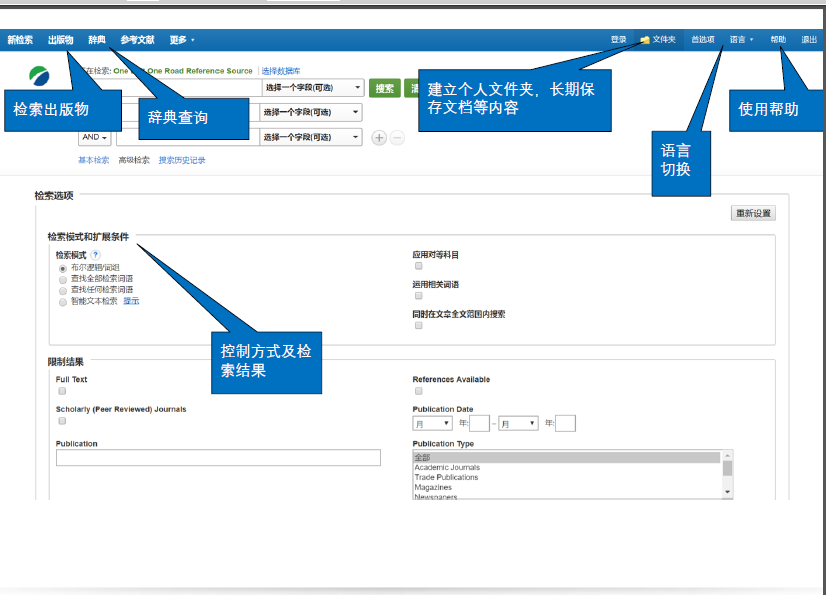 新检索 出版物 辞典 参考文献 更多 登录 文件夹 首选项 语言 帮助 退出
在检索: One Belt One Road Reference Source 选择数据库
选择一个字段(可选) 搜索
检索出版物
辞典查询
建立个人文件夹，长期保
存文档等内容
使用帮助
选择一个字段(可选)
AND 选择一个字段(可选)
语言
切换
基本检索 高级检索 搜索历史记录
检索选项
重新设置
检索模式和扩展条件
检索模式 ?
布尔逻辑/词组
查找全部检索词语
查找任何检索词语
智能文本检索 提示
应用对等科目
运用相关词语
同时在文章全文范围内搜索
控制方式及检
索结果
限制结果
Full Text
References Available
Scholarly (Peer Reviewed) Journals
Publication Date
月 年: – 月 年:
Publication
Publication Type
全部
Academic Journals
Trade Publications
Magazines
Newspapers